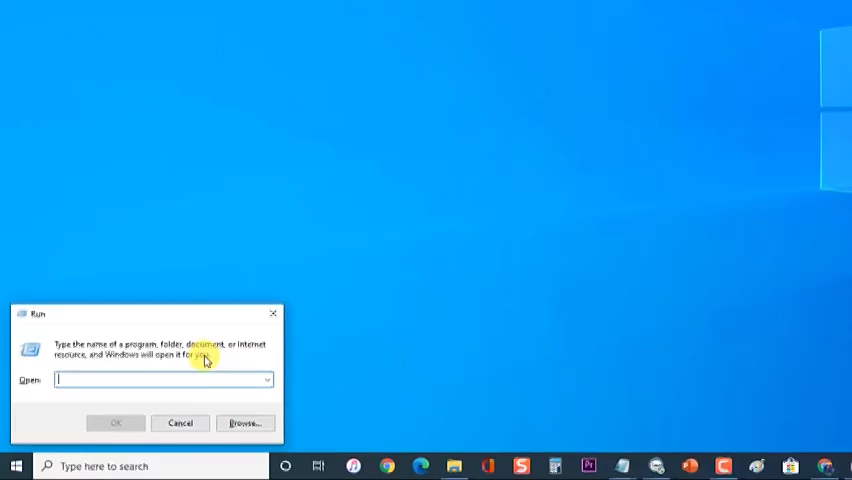 Run
Type the name of a program, folder, document, or Internet
resource, and Windows will open it for you.
Open:
OK
Cancel
Browse...
Type here to search